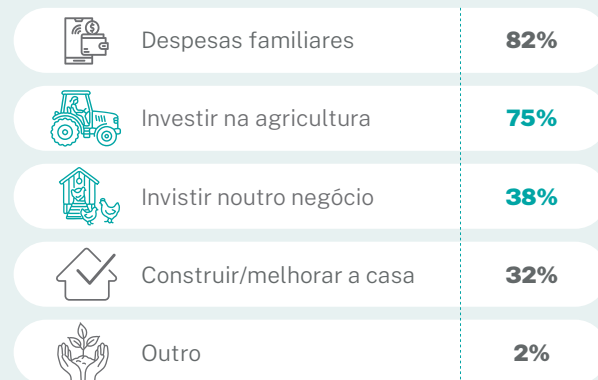 Despesas familiares 82%
Investir na agricultura 75%
Invistir noutro negócio 38%
Construir/melhorar a casa 32%
Outro 2%